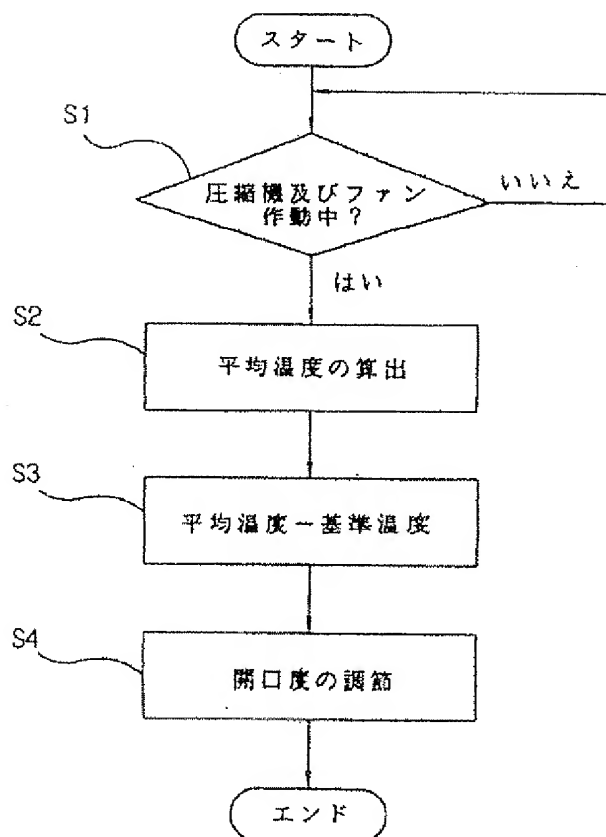 スタート
S1
圧縮機及びファン
作動中?
いいえ
はい
S2
平均温度の算出
S3
平均温度－基準温度
S4
開口度の調節
エンド